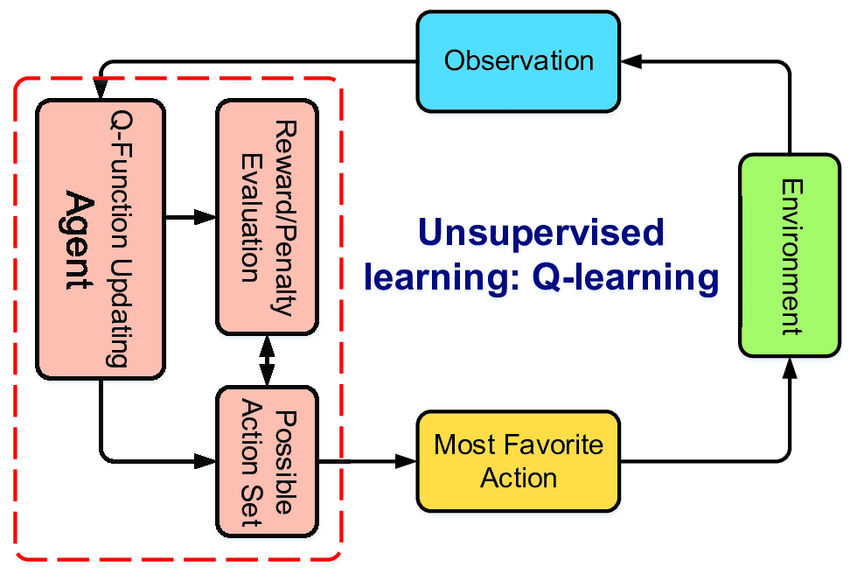 Observation
Q-Function Updating
Agent
Reward/Penalty
Evaluation
Unsupervised
learning: Q-learning
Environment
Possible
Action Set
Most Favorite
Action